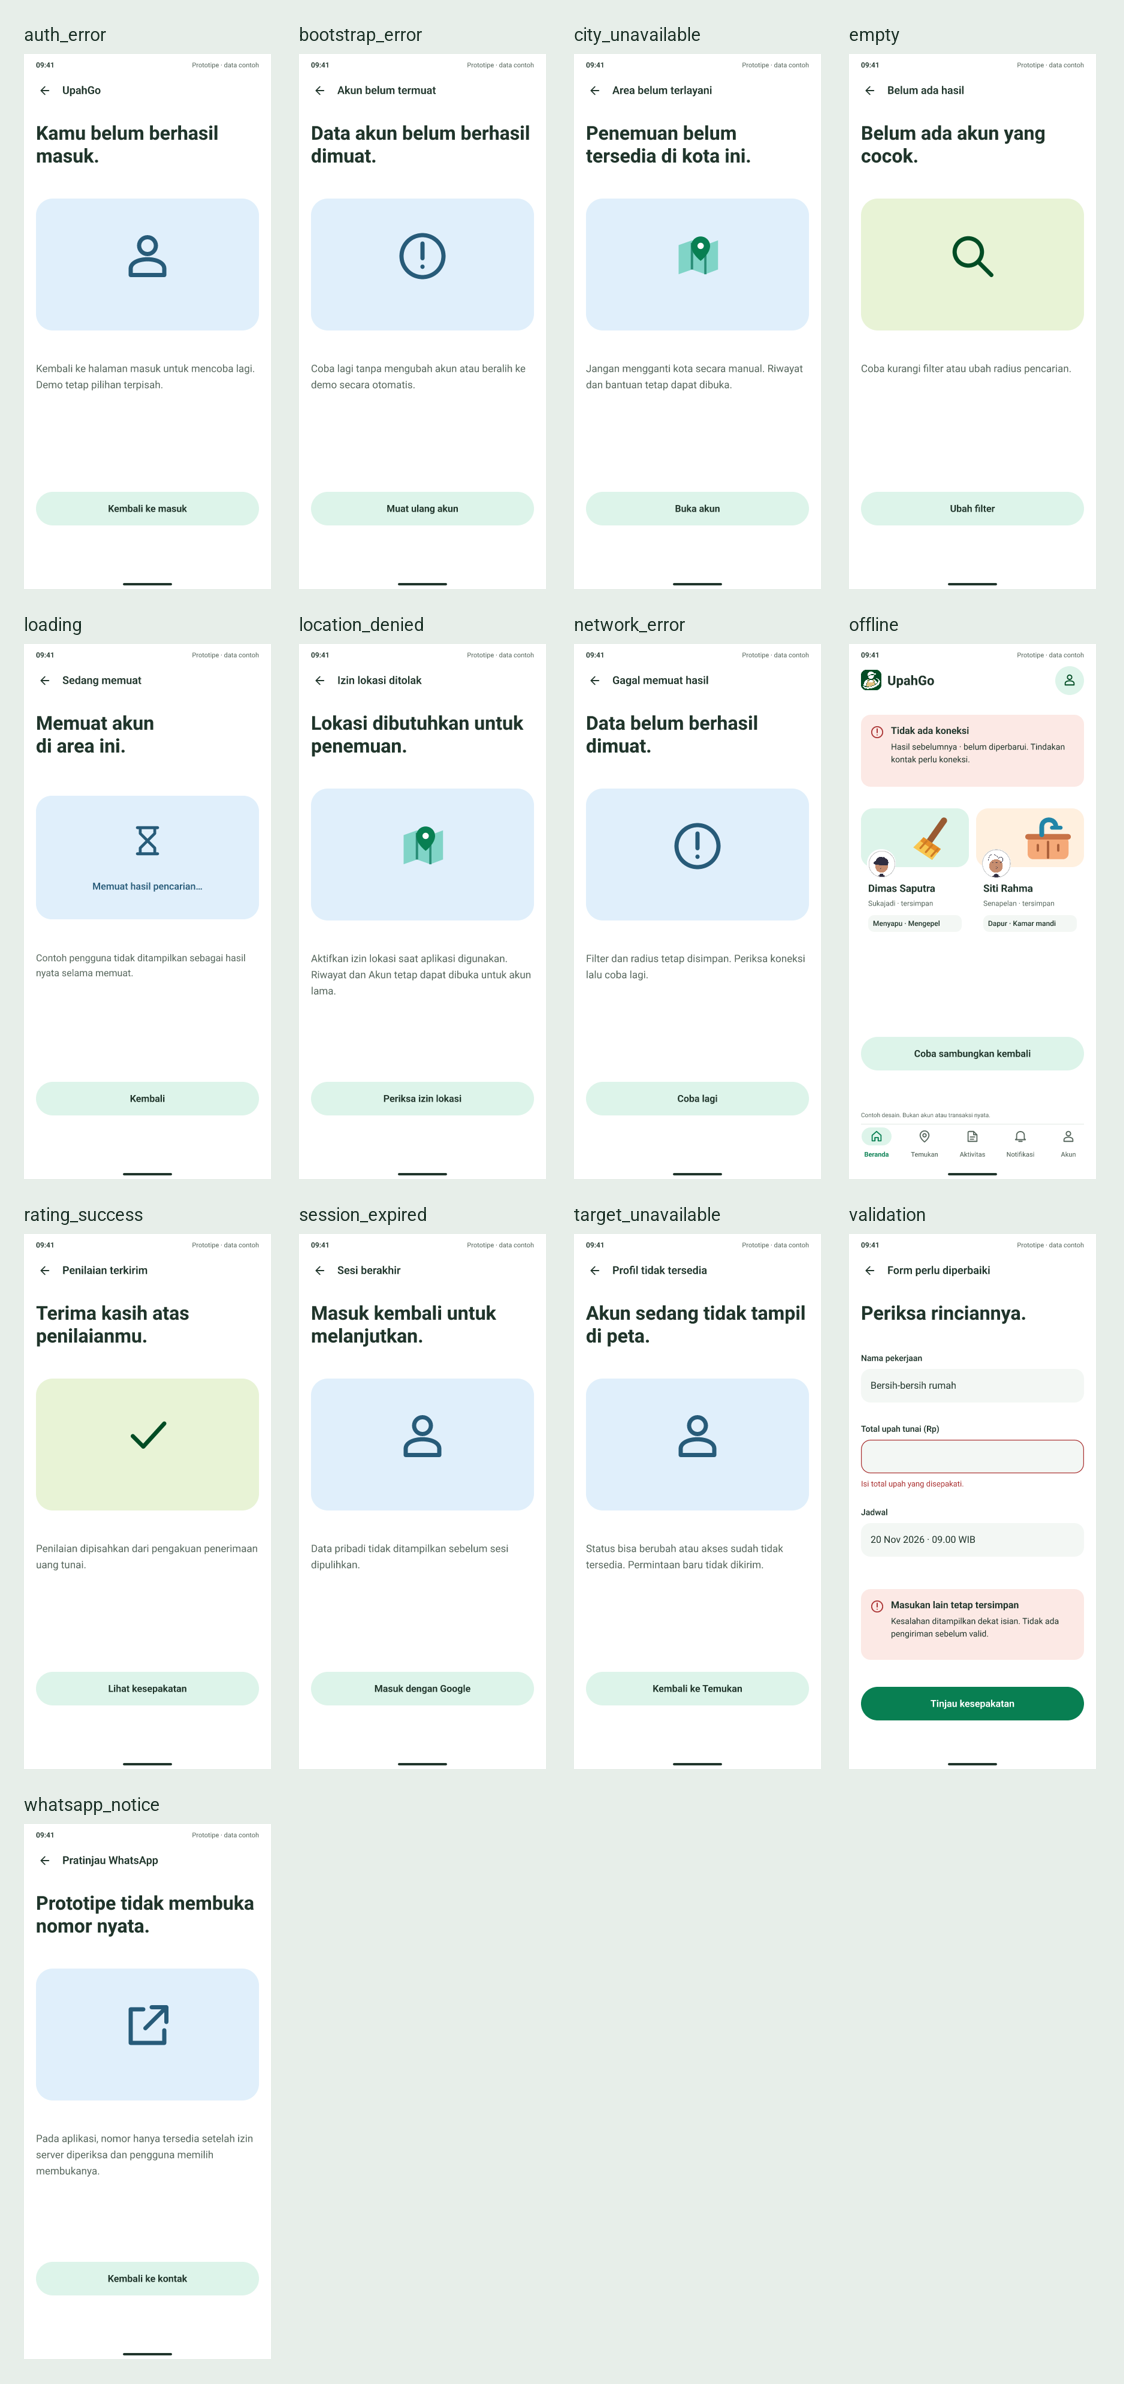 auth_error
09:41
Prototipe · data contoh
UpahGo
Kamu belum berhasil
masuk.
Kembali ke halaman masuk untuk mencoba lagi.
Demo tetap pilihan terpisah.
Kembali ke masuk
bootstrap_error
09:41
Prototipe · data contoh
Akun belum termuat
Data akun belum berhasil
dimuat.
Coba lagi tanpa mengubah akun atau beralih ke
demo secara otomatis.
Muat ulang akun
city_unavailable
09:41
Prototipe · data contoh
Area belum terlayani
Penemuan belum
tersedia di kota ini.
Jangan mengganti kota secara manual. Riwayat
dan bantuan tetap dapat dibuka.
Buka akun
empty
09:41
Prototipe · data contoh
Belum ada hasil
Belum ada akun yang
cocok.
Coba kurangi filter atau ubah radius pencarian.
Ubah filter
loading
09:41
Prototipe · data contoh
Sedang memuat
Memuat akun
di area ini.
Memuat hasil pencarian...
Contoh pengguna tidak ditampilkan sebagai hasil
nyata selama memuat.
Kembali
location_denied
09:41
Prototipe · data contoh
Izin lokasi ditolak
Lokasi dibutuhkan untuk
penemuan.
Aktifkan izin lokasi saat aplikasi digunakan.
Riwayat dan Akun tetap dapat dibuka untuk akun
lama.
Periksa izin lokasi
network_error
09:41
Prototipe · data contoh
Gagal memuat hasil
Data belum berhasil
dimuat.
Filter dan radius tetap disimpan. Periksa koneksi
lalu coba lagi.
Coba lagi
offline
09:41
Prototipe · data contoh
UpahGo
Tidak ada koneksi
Hasil sebelumnya · belum diperbarui. Tindakan
kontak perlu koneksi.
Dimas Saputra
Sukajadi · tersimpan
Menyapu · Mengepel
Siti Rahma
Senapelan · tersimpan
Dapur · Kamar mandi
Coba sambungkan kembali
Contoh desain. Bukan akun atau transaksi nyata.
Beranda
Temukan
Aktivitas
Notifikasi
Akun
rating_success
09:41
Prototipe · data contoh
Penilaian terkirim
Terima kasih atas
penilaianmu.
Penilaian dipisahkan dari pengakuan penerimaan
uang tunai.
Lihat kesepakatan
session_expired
09:41
Prototipe · data contoh
Sesi berakhir
Masuk kembali untuk
melanjutkan.
Data pribadi tidak ditampilkan sebelum sesi
dipulihkan.
Masuk dengan Google
target_unavailable
09:41
Prototipe · data contoh
Profil tidak tersedia
Akun sedang tidak tampil
di peta.
Status bisa berubah atau akses sudah tidak
tersedia. Permintaan baru tidak dikirim.
Kembali ke Temukan
validation
09:41
Prototipe · data contoh
Form perlu diperbaiki
Periksa rinciannya.
Nama pekerjaan
Bersih-bersih rumah
Total upah tunai (Rp)
Isi total upah yang disepakati.
Jadwal
20 Nov 2026 · 09.00 WIB
Masukan lain tetap tersimpan
Kesalahan ditampilkan dekat isian. Tidak ada
pengiriman sebelum valid.
Tinjau kesepakatan
whatsapp_notice
09:41
Prototipe · data contoh
Pratinjau WhatsApp
Prototipe tidak membuka
nomor nyata.
Pada aplikasi, nomor hanya tersedia setelah izin
server diperiksa dan pengguna memilih
membukanya.
Kembali ke kontak